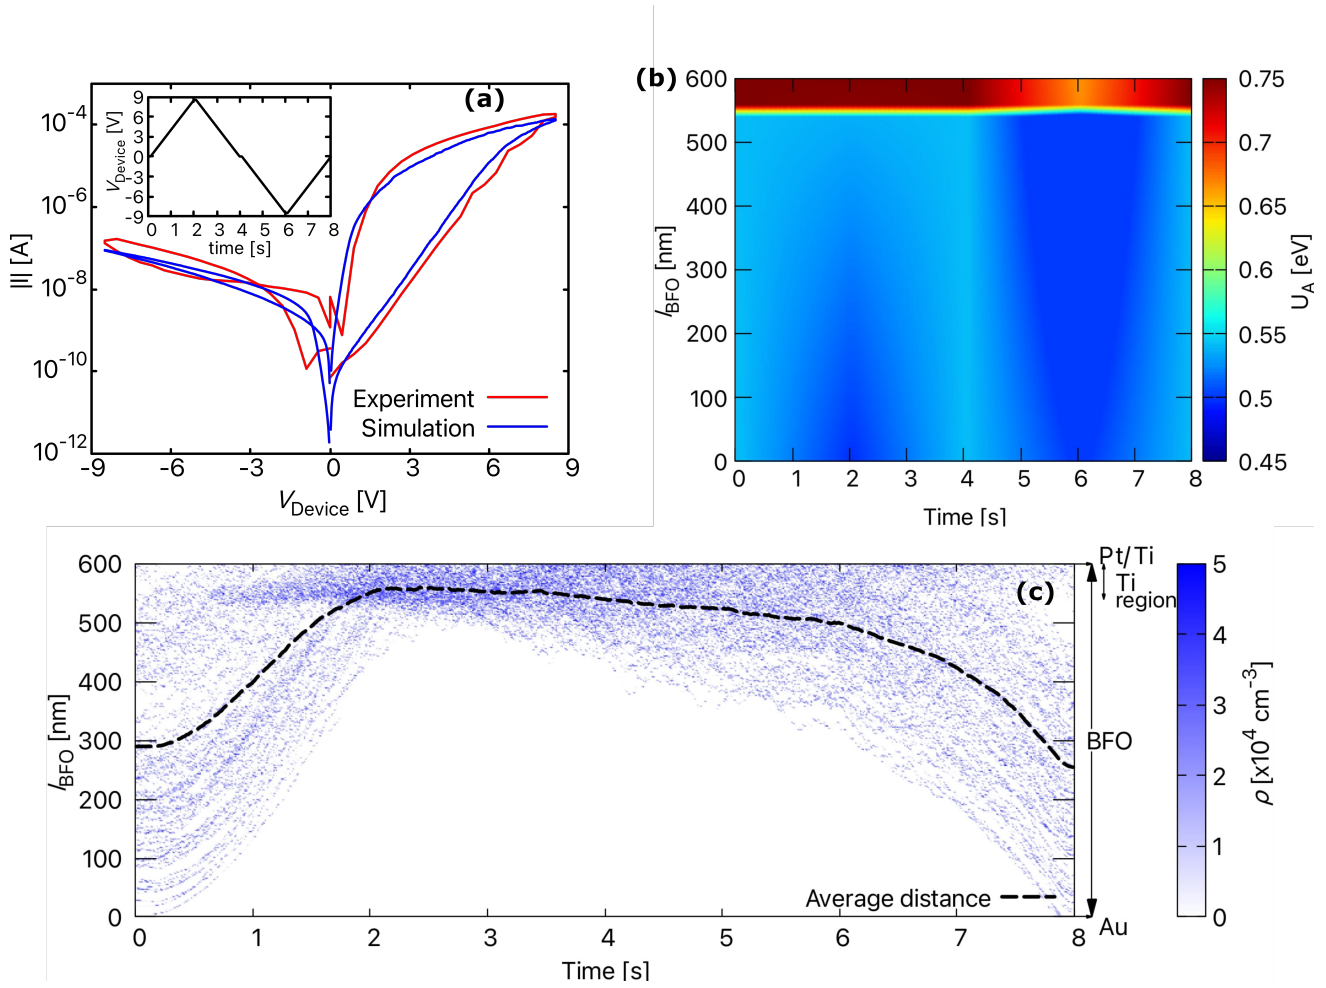 (a)
10⁻⁴
10⁻⁶
10⁻⁸
10⁻¹⁰
10⁻¹²
|I| [A]
-9 -6 -3 0 3 6 9
V_Device [V]
Experiment
Simulation
9
6
3
0
-3
-6
-9
V_Device [V]
0 1 2 3 4 5 6 7 8
time [s]
(b)
600
500
400
300
200
100
0
l_BFO [nm]
0 1 2 3 4 5 6 7 8
Time [s]
0.75
0.7
0.65
0.6
0.55
0.5
0.45
U_A [eV]
(c)
600
500
400
300
200
100
0
l_BFO [nm]
0 1 2 3 4 5 6 7 8
Time [s]
Average distance
Pt/Ti
Ti
region
BFO
Au
5
4
3
2
1
0
ρ [x10⁴ cm⁻³]